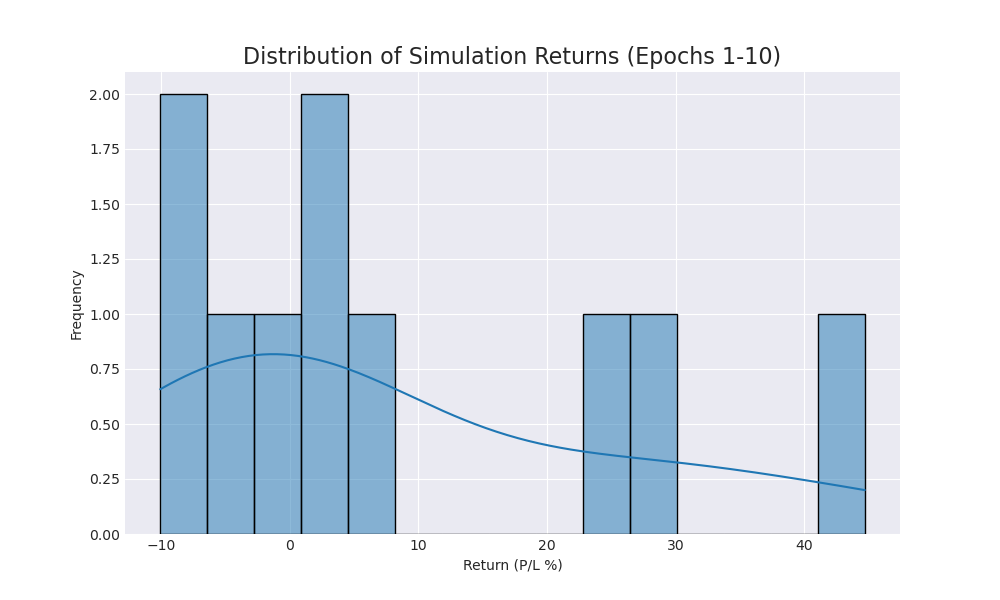 Distribution of Simulation Returns (Epochs 1-10)
2.00
1.75
1.50
1.25
1.00
0.75
0.50
0.25
0.00
Frequency
−10 0 10 20 30 40
Return (P/L %)